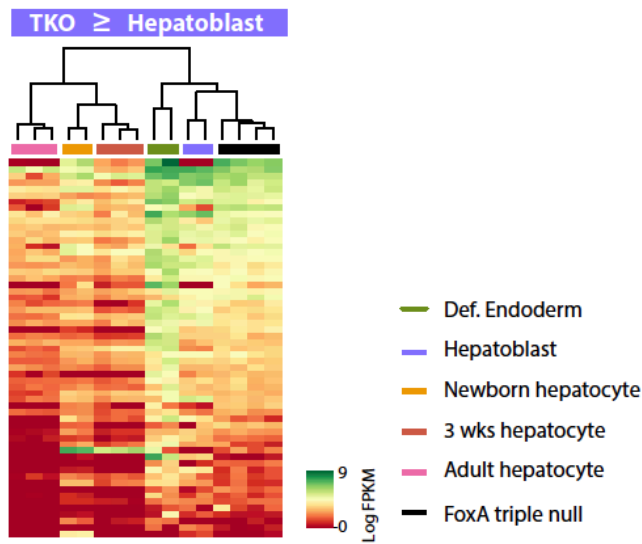 TKO ≥ Hepatoblast
Def. Endoderm
Hepatoblast
Newborn hepatocyte
3 wks hepatocyte
Adult hepatocyte
FoxA triple null
9
0
Log FPKM